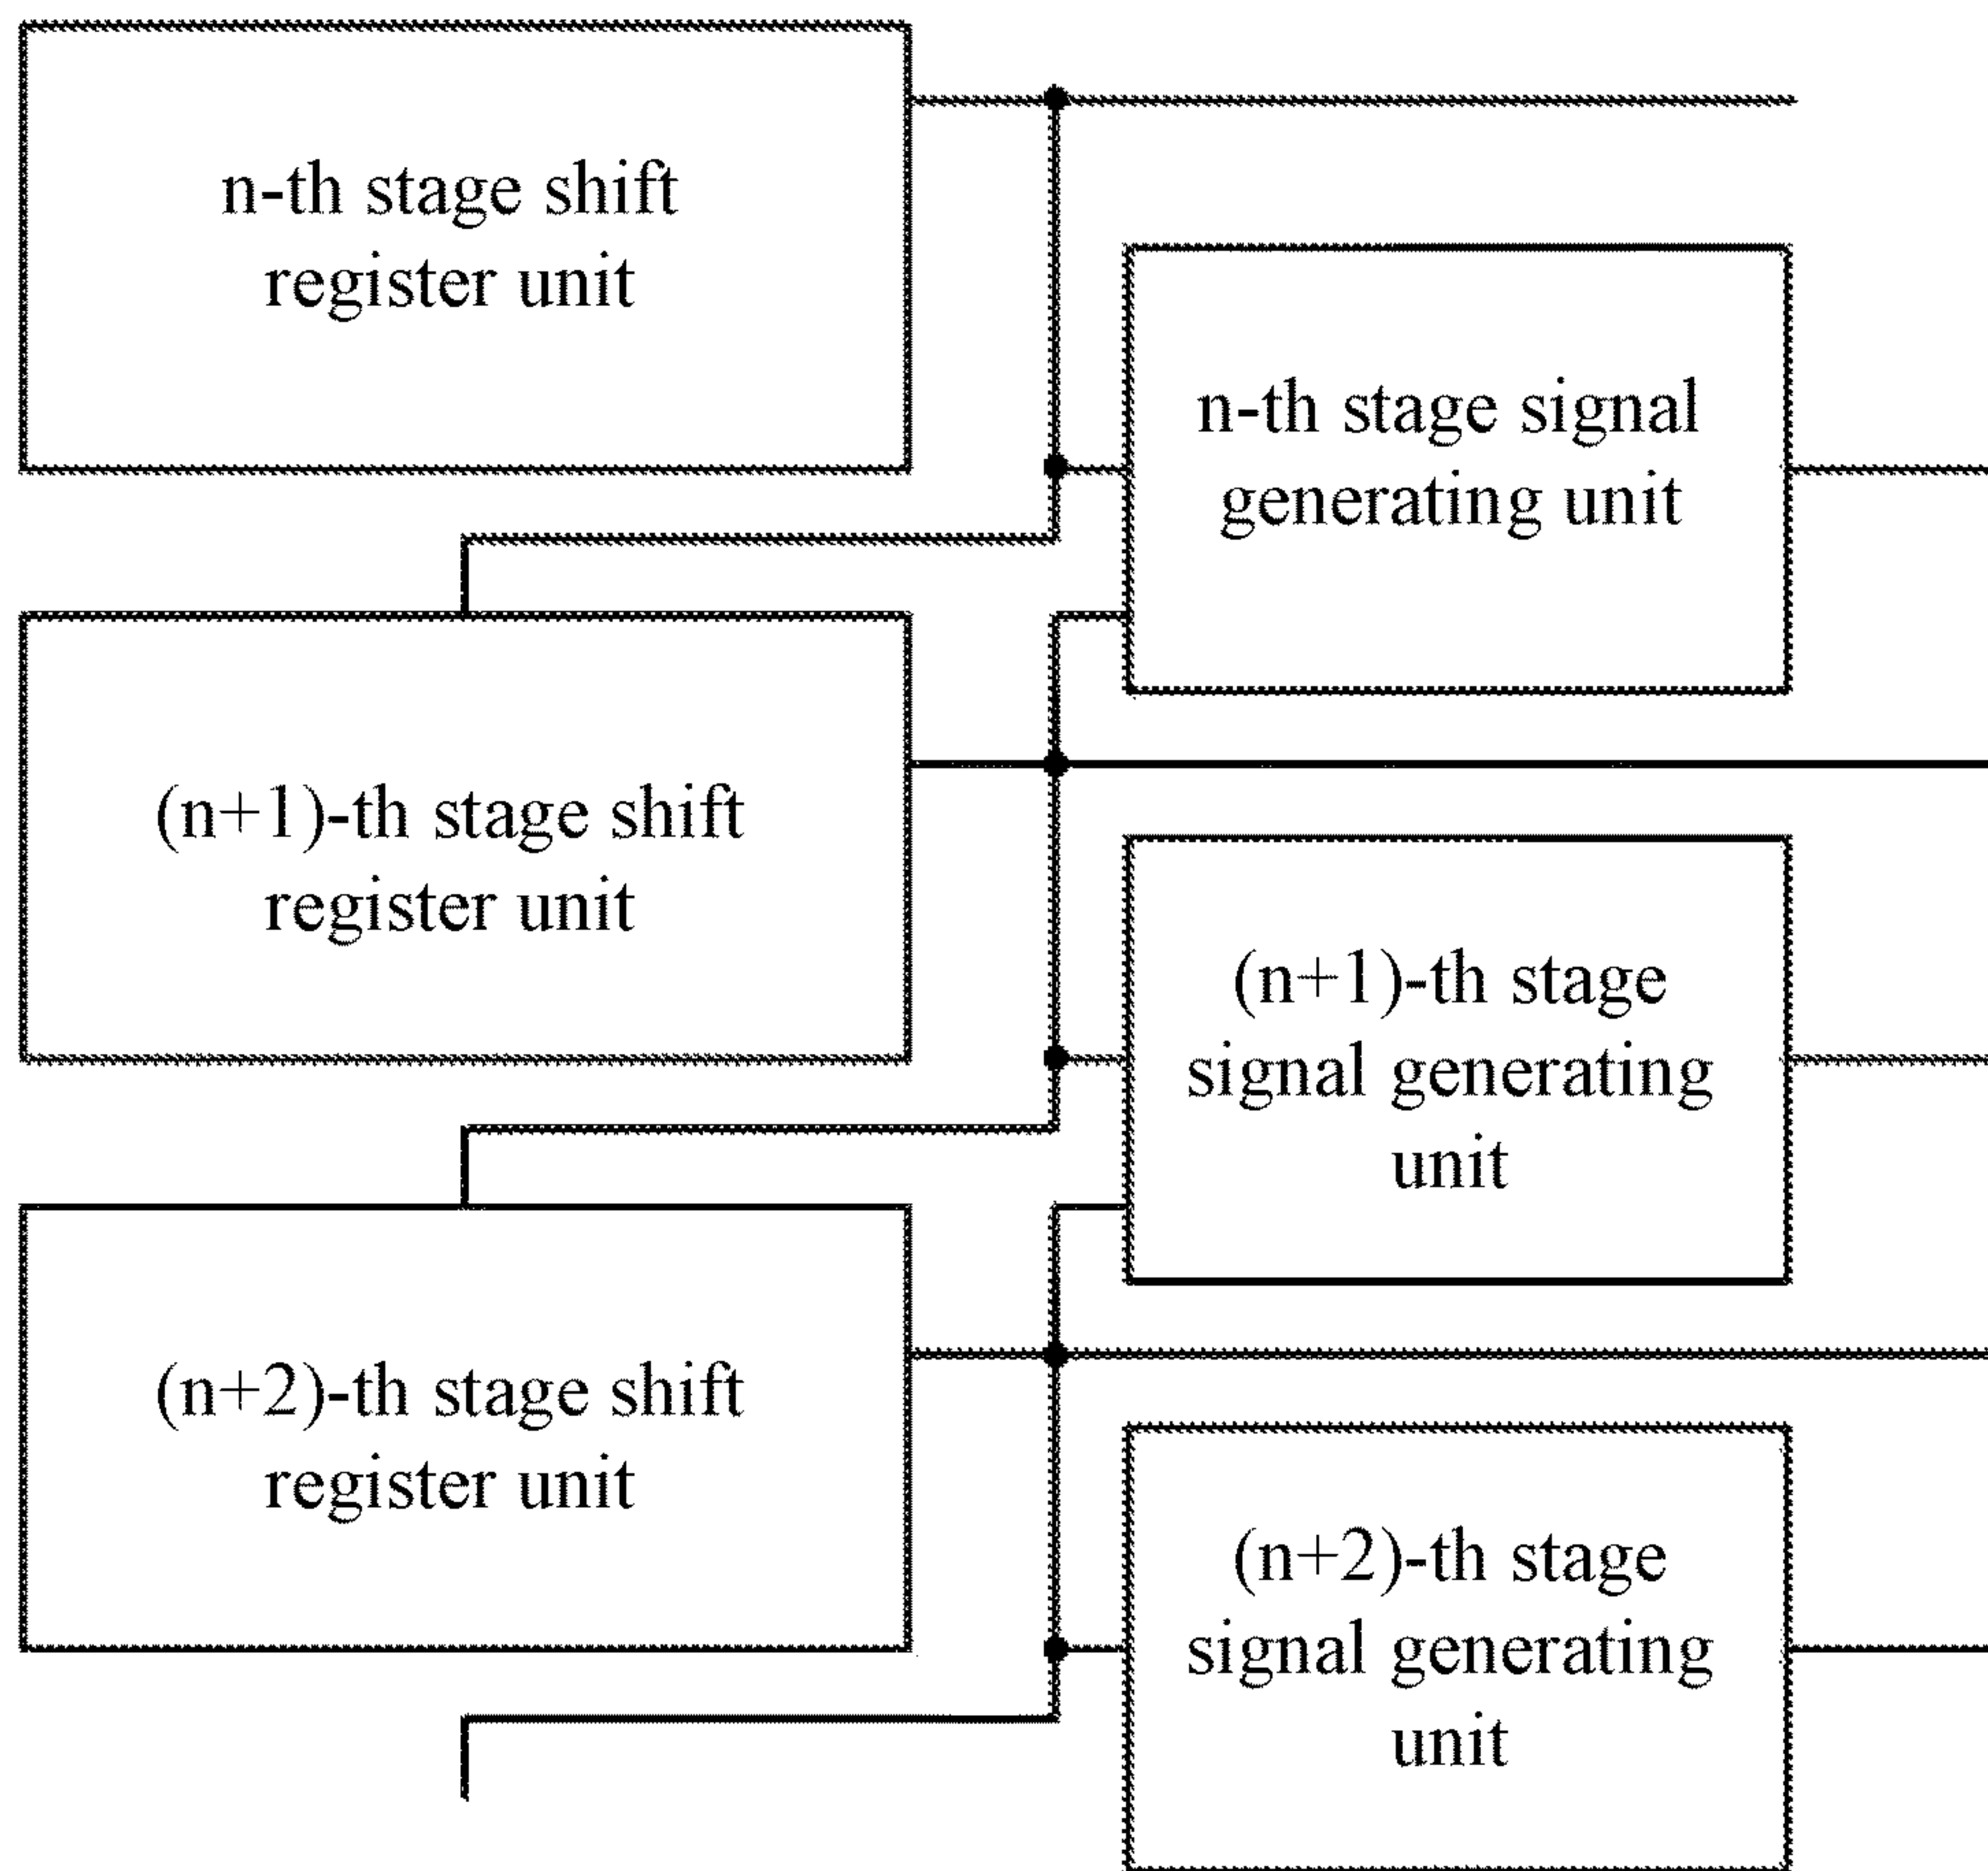 n-th stage shift
register unit
n-th stage signal
generating unit
(n+1)-th stage shift
register unit
(n+1)-th stage
signal generating
unit
(n+2)-th stage shift
register unit
(n+2)-th stage
signal generating
unit